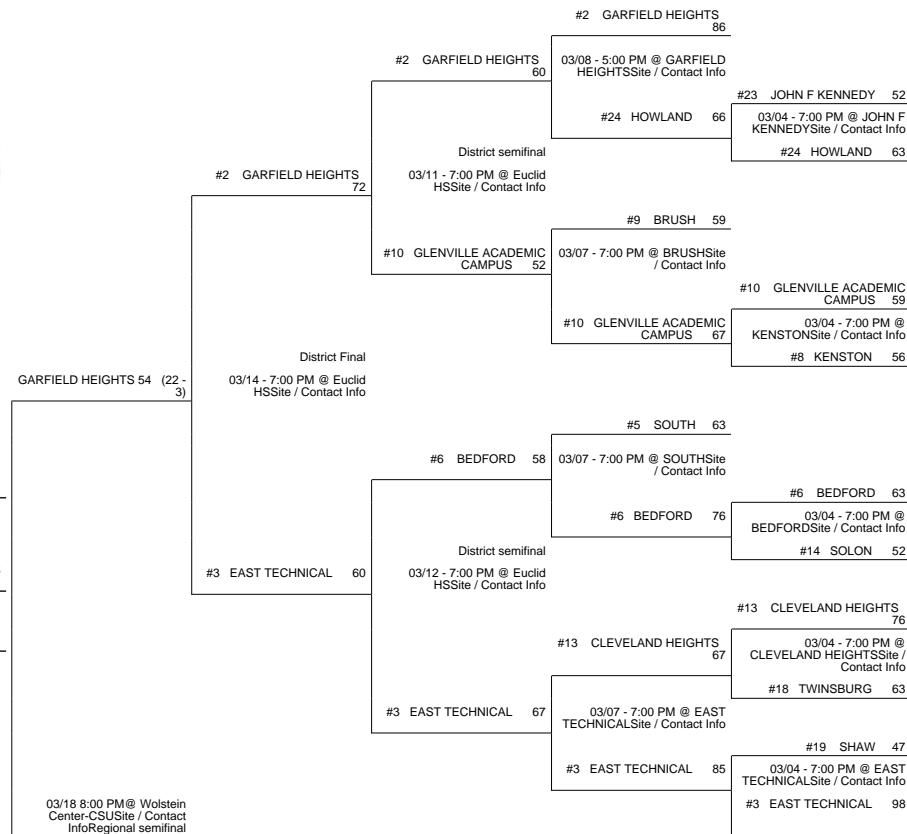 #2 GARFIELD HEIGHTS
86
03/08 - 5:00 PM @ GARFIELD
HEIGHTSSite / Contact Info
#2 GARFIELD HEIGHTS
60
#24 HOWLAND 66
#23 JOHN F KENNEDY 52
03/04 - 7:00 PM @ JOHN F
KENNEDYSite / Contact Info
#24 HOWLAND 63
District semifinal
03/11 - 7:00 PM @ Euclid
HSSite / Contact Info
#2 GARFIELD HEIGHTS
72
#9 BRUSH 59
03/07 - 7:00 PM @ BRUSHSite
/ Contact Info
#10 GLENVILLE ACADEMIC
CAMPUS 52
#10 GLENVILLE ACADEMIC
CAMPUS 67
#10 GLENVILLE ACADEMIC
CAMPUS 59
03/04 - 7:00 PM @
KENSTONSite / Contact Info
#8 KENSTON 56
District Final
03/14 - 7:00 PM @ Euclid
HSSite / Contact Info
GARFIELD HEIGHTS 54 (22 -
3)
#5 SOUTH 63
03/07 - 7:00 PM @ SOUTHSite
/ Contact Info
#6 BEDFORD 58
#6 BEDFORD 76
#6 BEDFORD 63
03/04 - 7:00 PM @
BEDFORDSite / Contact Info
#14 SOLON 52
District semifinal
03/12 - 7:00 PM @ Euclid
HSSite / Contact Info
#3 EAST TECHNICAL 60
#13 CLEVELAND HEIGHTS
76
03/04 - 7:00 PM @
CLEVELAND HEIGHTSSite /
Contact Info
#18 TWINSBURG 63
#13 CLEVELAND HEIGHTS
67
03/07 - 7:00 PM @ EAST
TECHNICALSite / Contact Info
#3 EAST TECHNICAL 67
#3 EAST TECHNICAL 85
#19 SHAW 47
03/04 - 7:00 PM @ EAST
TECHNICALSite / Contact Info
#3 EAST TECHNICAL 98
03/18 8:00 PM@ Wolstein
Center-CSUSite / Contact
InfoRegional semifinal